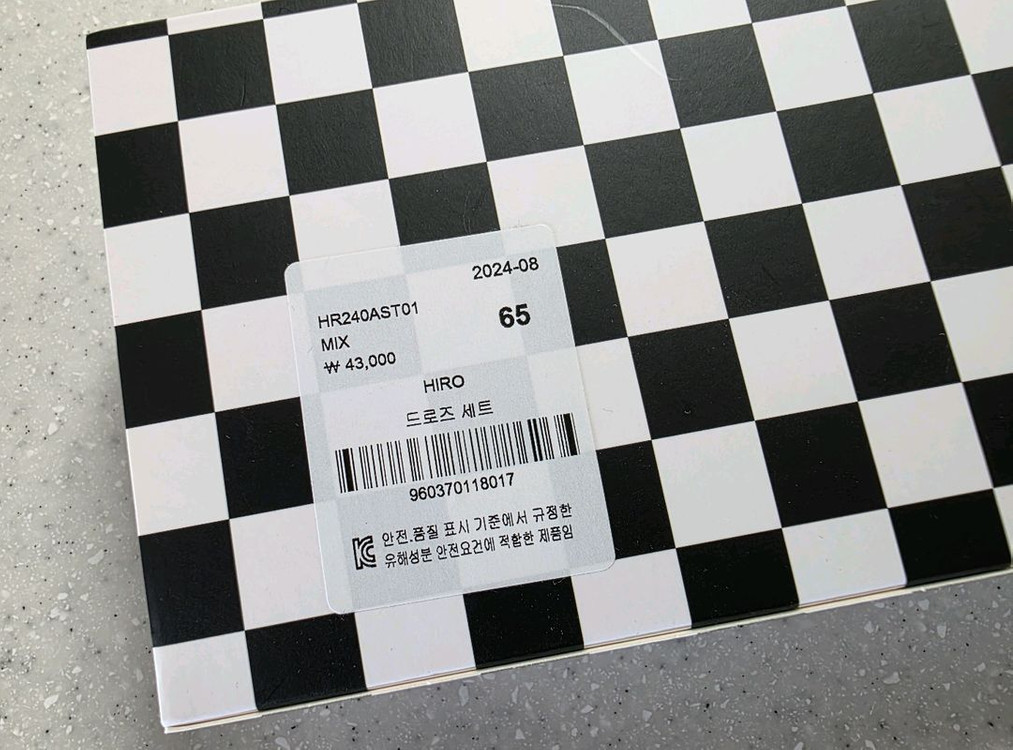 2024-08
HR240AST01
65
MIX
₩ 43,000
HIRO
드로즈 세트
960370118017
안전.품질 표시 기준에서 규정한
유해성분 안전요건에 적합한 제품임